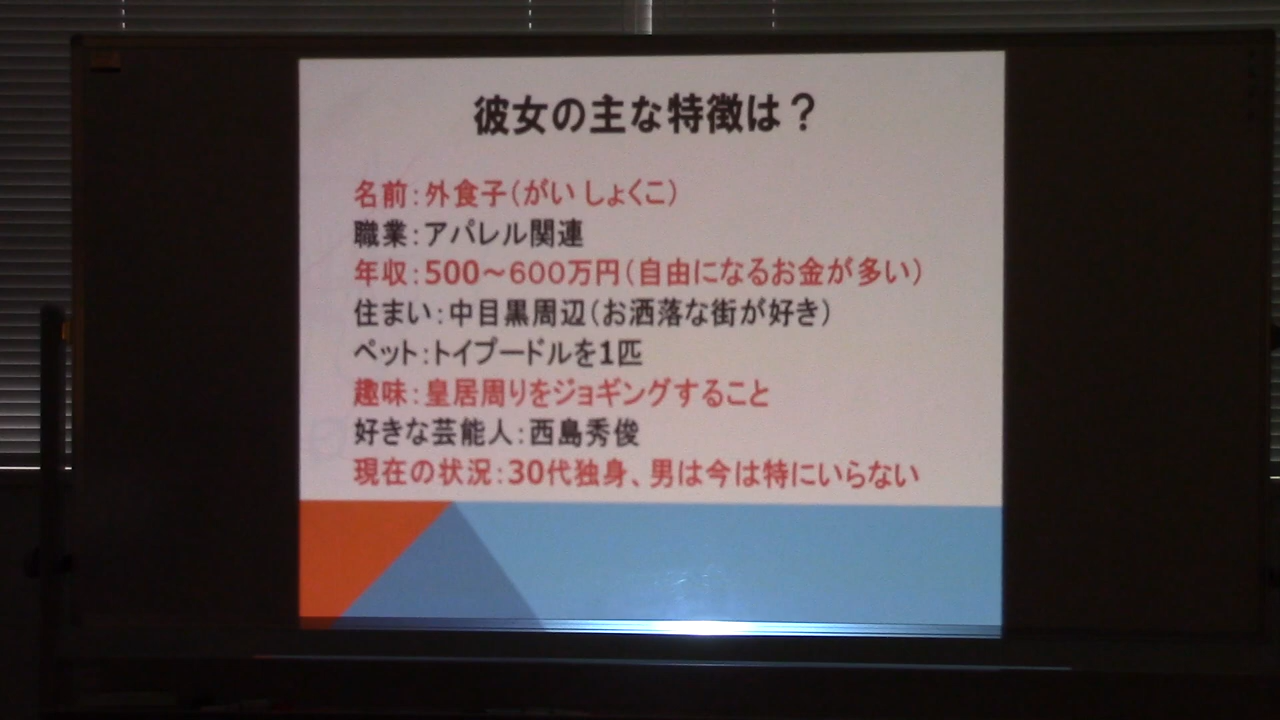 彼女の主な特徴は？
名前：外食子（がい しょくこ）
職業：アパレル関連
年収：500～600万円（自由になるお金が多い）
住まい：中目黒周辺（お洒落な街が好き）
ペット：トイプードルを1匹
趣味：皇居周りをジョギングすること
好きな芸能人：西島秀俊
現在の状況：30代独身、男は今は特にいらない